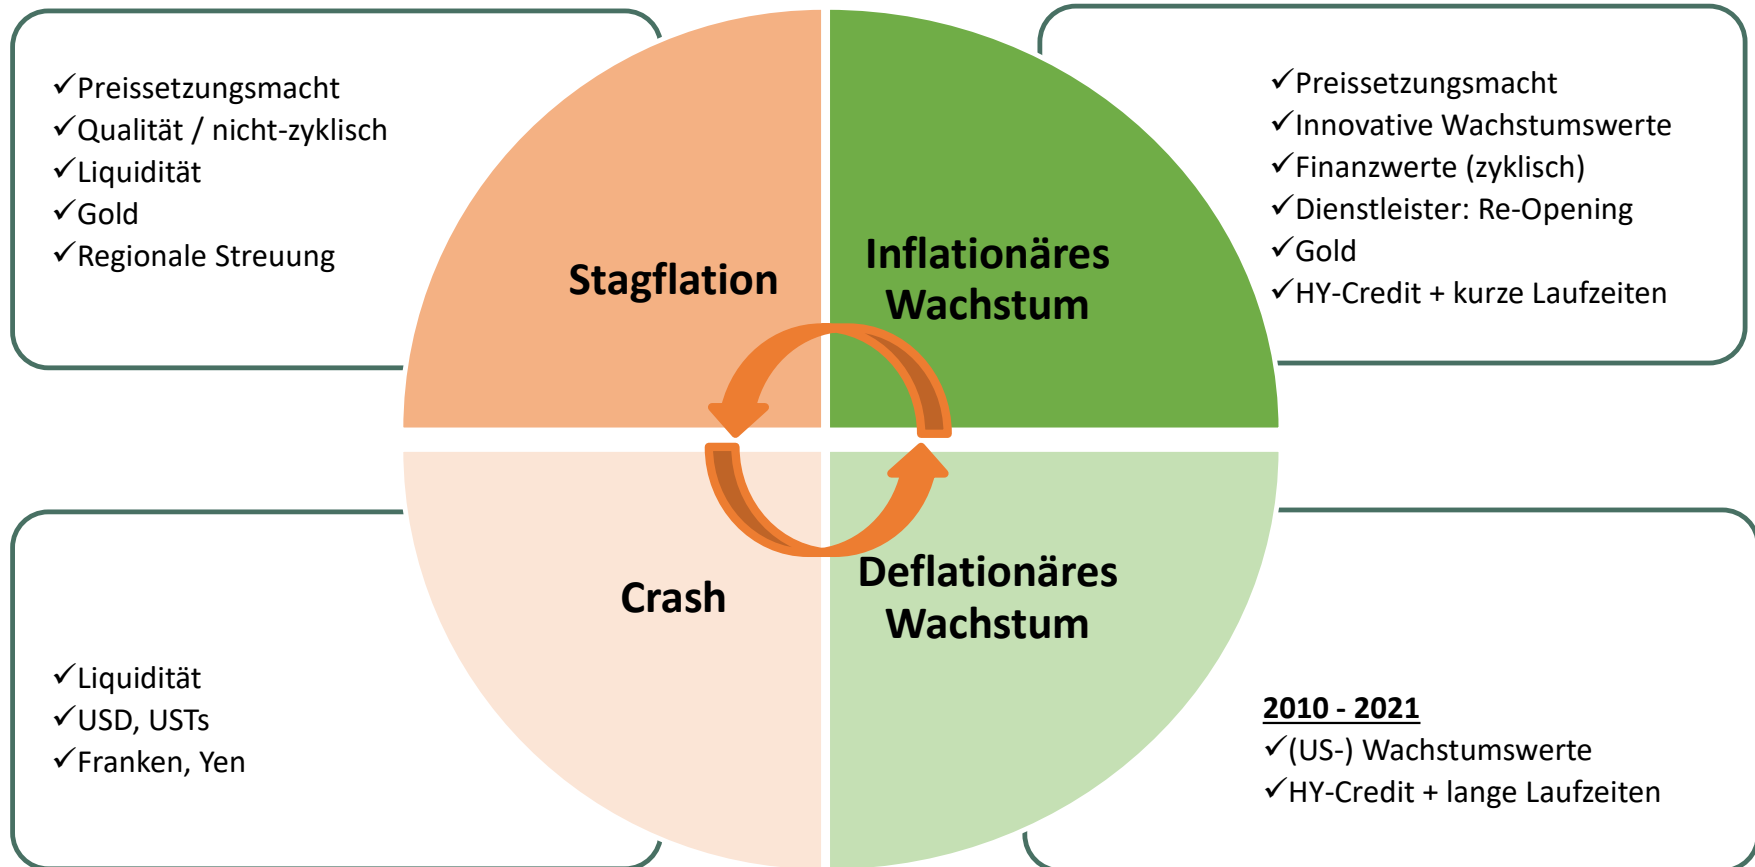 ✓Preissetzungsmacht
✓Qualität / nicht-zyklisch
✓Liquidität
✓Gold
✓Regionale Streuung
Stagflation
Inflationäres
Wachstum
✓Preissetzungsmacht
✓Innovative Wachstumswerte
✓Finanzwerte (zyklisch)
✓Dienstleister: Re-Opening
✓Gold
✓HY-Credit + kurze Laufzeiten
✓Liquidität
✓USD, USTs
✓Franken, Yen
Crash
Deflationäres
Wachstum
2010 - 2021
✓(US-) Wachstumswerte
✓HY-Credit + lange Laufzeiten